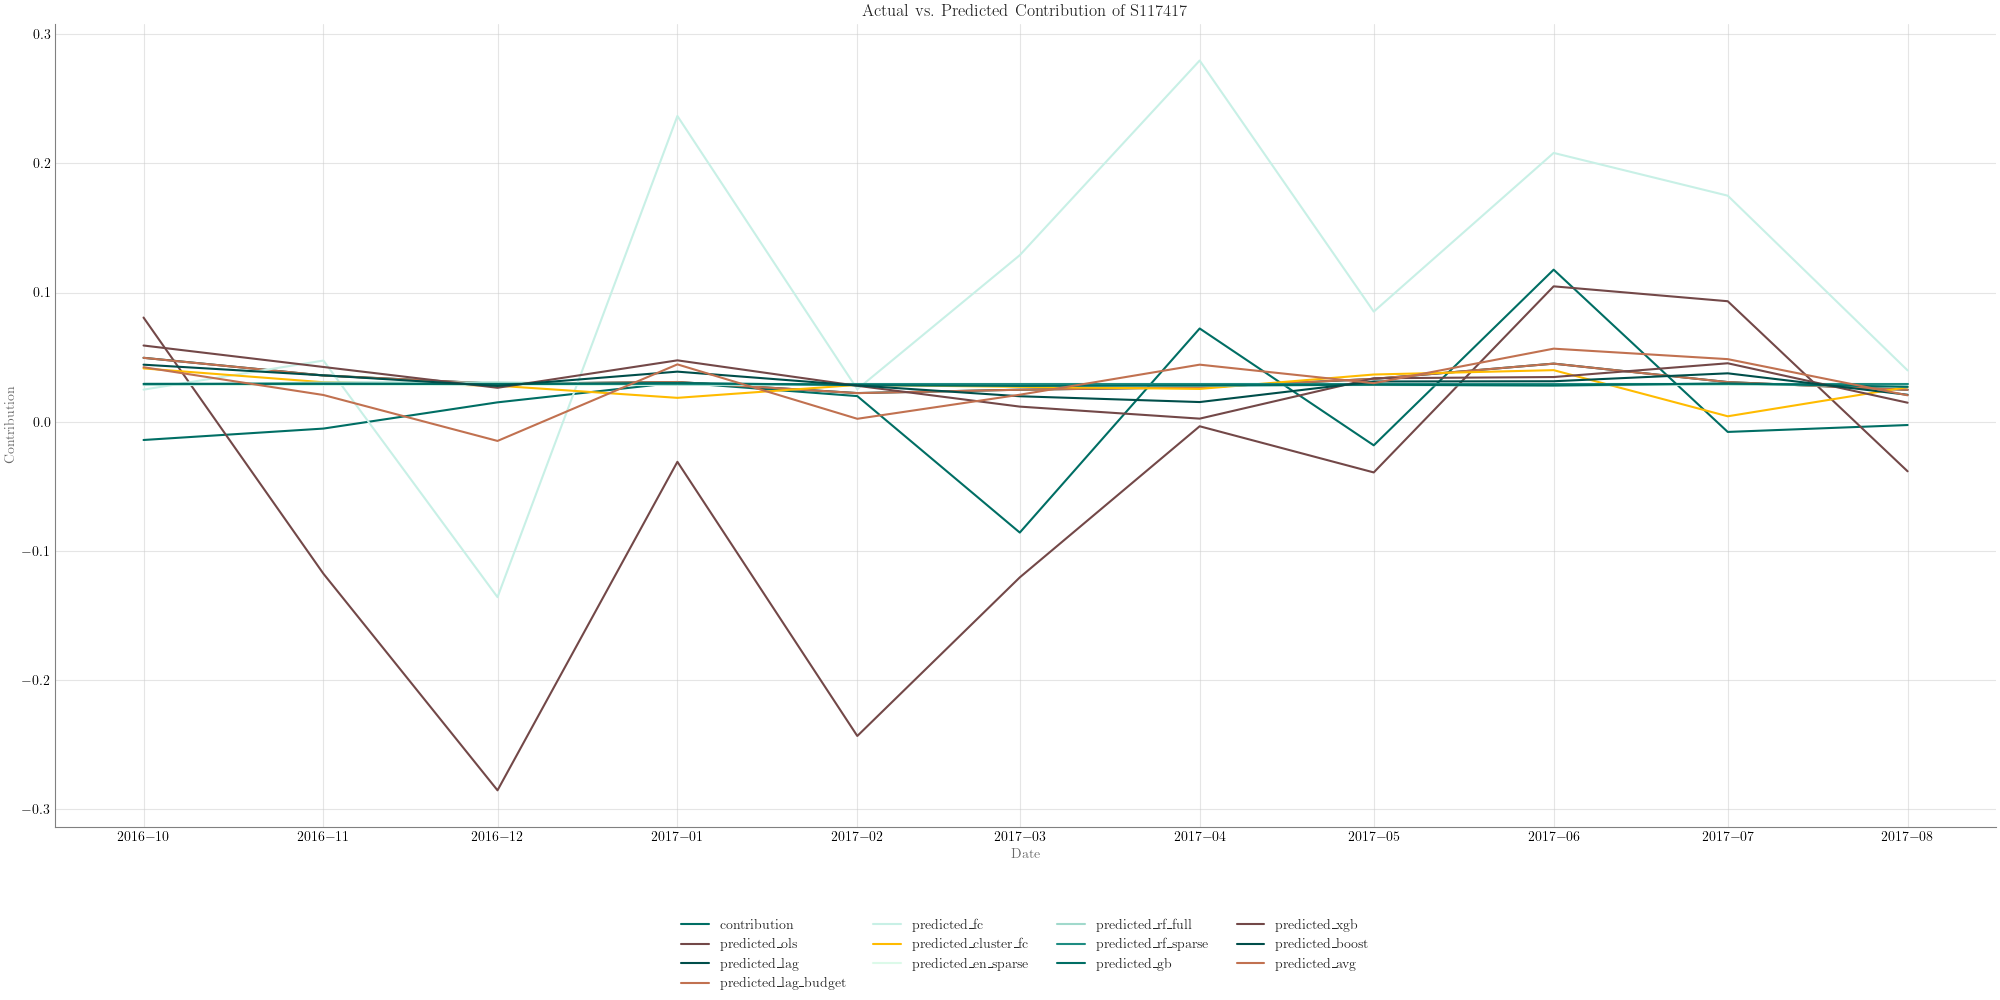 Actual vs. Predicted Contribution of S117417
0.3
0.2
0.1
0.0
−0.1
−0.2
−0.3
Contribution
2016−10 2016−11 2016−12 2017−01 2017−02 2017−03 2017−04 2017−05 2017−06 2017−07 2017−08
Date
contribution predicted_fc predicted_rf_full predicted_xgb
predicted_ols predicted_cluster_fc predicted_rf_sparse predicted_boost
predicted_lag predicted_en_sparse predicted_gb predicted_avg
predicted_lag_budget